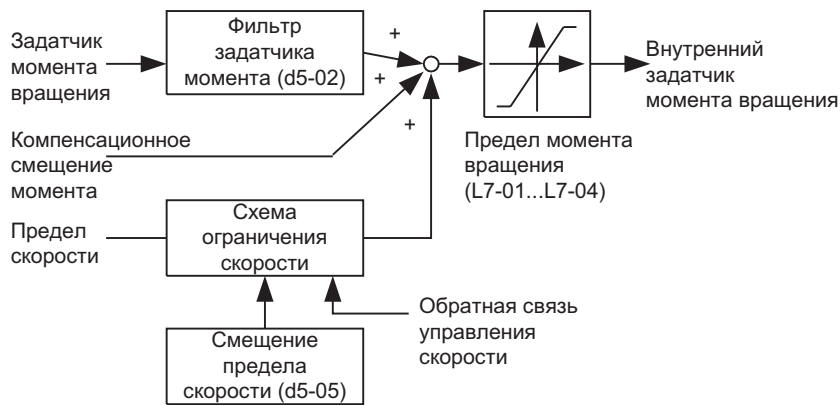 Задатчик
момента
вращения
Фильтр
задатчика
момента (d5-02)
+
+
+
Внутренний
задатчик
момента вращения
Компенсационное
смещение
момента
Предел момента
вращения
(L7-01...L7-04)
Предел
скорости
Схема
ограничения
скорости
Обратная связь
управления
скорости
Смещение
предела
скорости (d5-05)